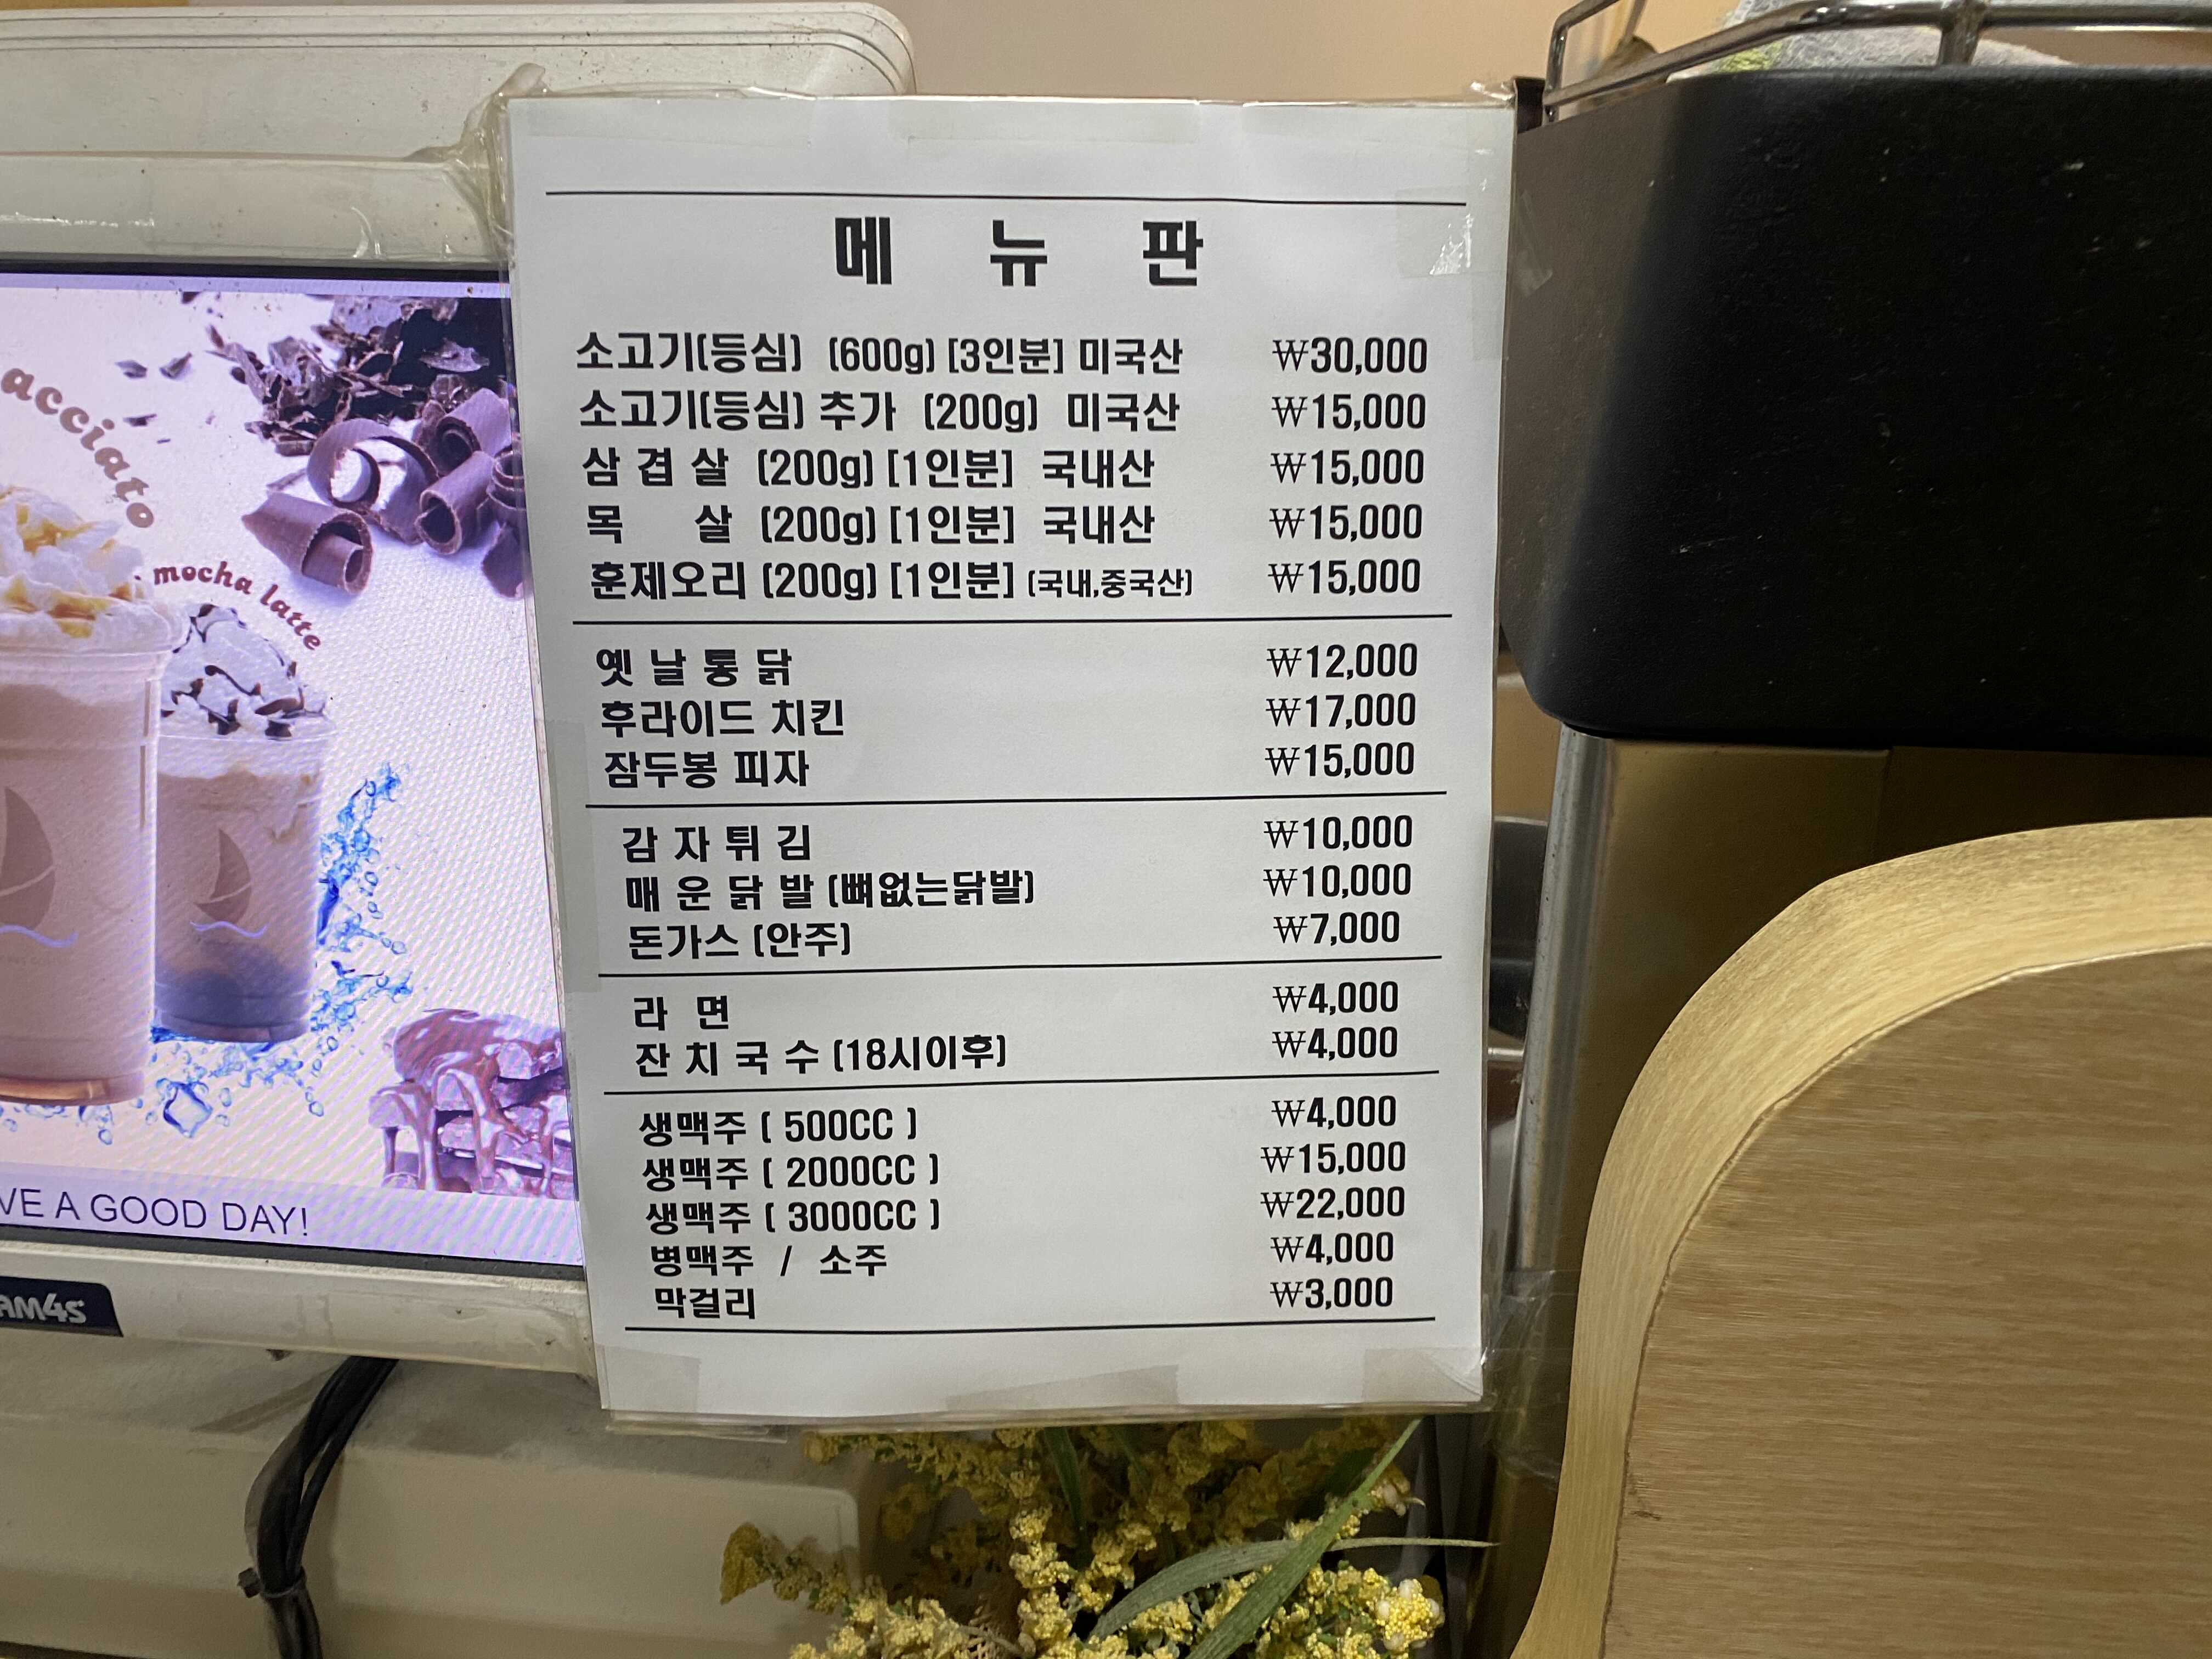 acciato
mocha latte
VE A GOOD DAY!
AM4S
메 뉴 판
소고기(등심) (600g) [3인분] 미국산 ₩30,000
소고기(등심) 추가 (200g) 미국산 ₩15,000
삼 겹 살 (200g) [1인분] 국내산 ₩15,000
목 살 (200g) [1인분] 국내산 ₩15,000
훈제오리 (200g) [1인분] (국내,중국산) ₩15,000
옛 날 통 닭 ₩12,000
후라이드 치킨 ₩17,000
잠두봉 피자 ₩15,000
감 자 튀 김 ₩10,000
매 운 닭 발 (뼈없는닭발) ₩10,000
돈가스 (안주) ₩7,000
라 면 ₩4,000
잔 치 국 수 (18시이후) ₩4,000
생맥주 ( 500CC ) ₩4,000
생맥주 ( 2000CC ) ₩15,000
생맥주 ( 3000CC ) ₩22,000
병맥주 / 소주 ₩4,000
막걸리 ₩3,000